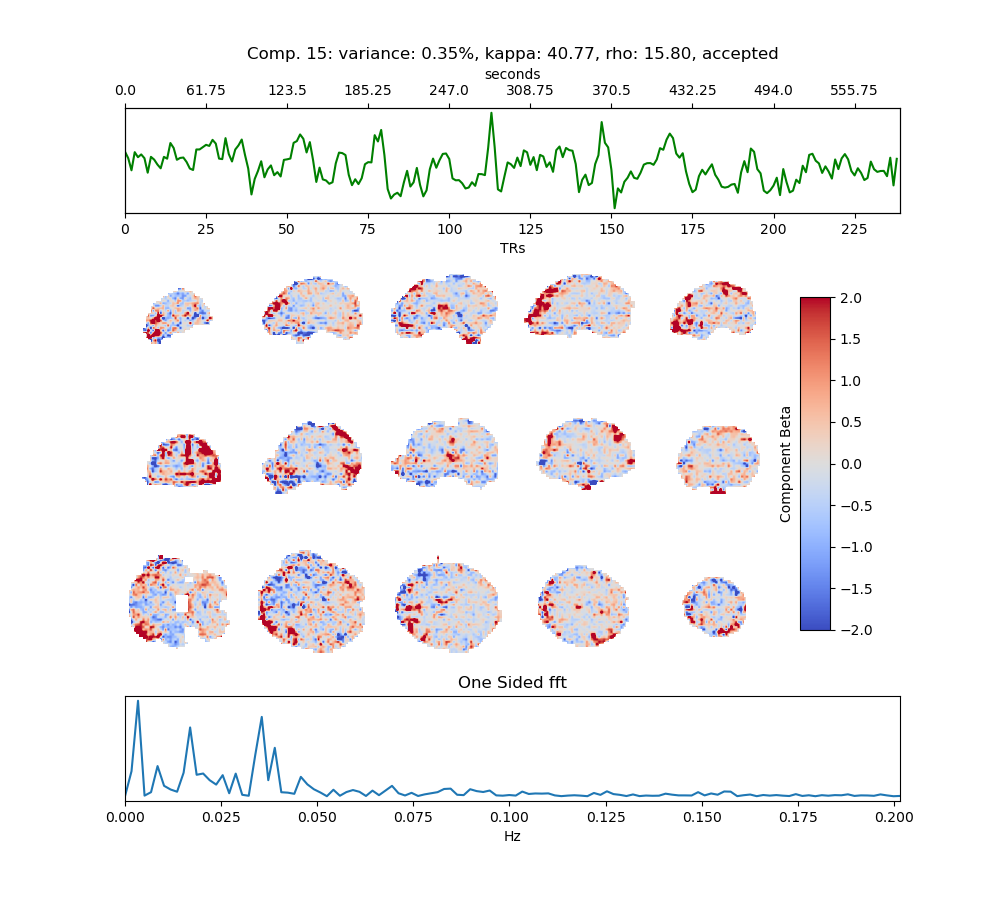 Comp. 15: variance: 0.35%, kappa: 40.77, rho: 15.80, accepted
seconds
0.0 61.75 123.5 185.25 247.0 308.75 370.5 432.25 494.0 555.75
0 25 50 75 100 125 150 175 200 225
TRs
2.0
1.5
1.0
0.5
0.0
−0.5
−1.0
−1.5
−2.0
Component Beta
One Sided fft
0.000 0.025 0.050 0.075 0.100 0.125 0.150 0.175 0.200
Hz